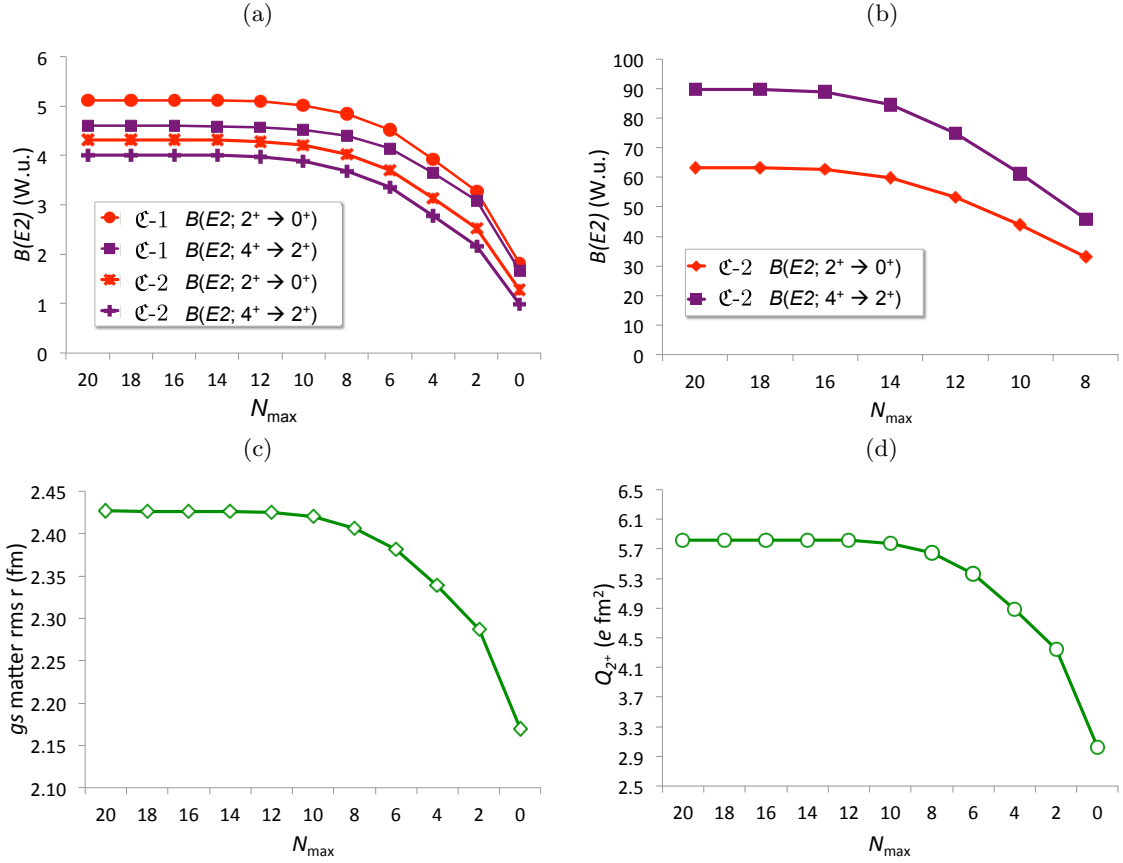 (a)
B(E2) (W.u.)
6
5
4
3
2
1
0
ℭ-1 B(E2; 2⁺ → 0⁺)
ℭ-1 B(E2; 4⁺ → 2⁺)
ℭ-2 B(E2; 2⁺ → 0⁺)
ℭ-2 B(E2; 4⁺ → 2⁺)
20 18 16 14 12 10 8 6 4 2 0
N_max
(b)
B(E2) (W.u.)
100
90
80
70
60
50
40
30
20
10
0
ℭ-2 B(E2; 2⁺ → 0⁺)
ℭ-2 B(E2; 4⁺ → 2⁺)
20 18 16 14 12 10 8
N_max
(c)
gs matter rms r (fm)
2.45
2.40
2.35
2.30
2.25
2.20
2.15
2.10
20 18 16 14 12 10 8 6 4 2 0
N_max
(d)
Q_2⁺ (e fm²)
6.5
6.1
5.7
5.3
4.9
4.5
4.1
3.7
3.3
2.9
2.5
20 18 16 14 12 10 8 6 4 2 0
N_max